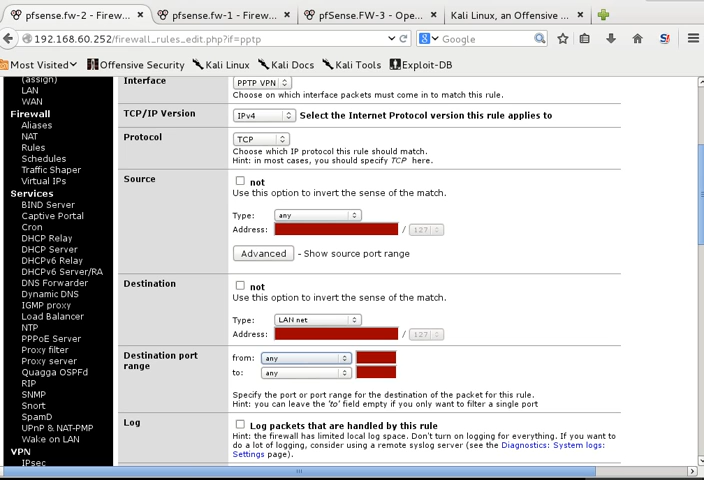 pfsense.fw-2 - Firew...
pfsense.fw-1 - Firew...
pfSense.FW-3 - Ope...
Kali Linux, an Offensive ...
192.168.60.252/firewall_rules_edit.php?if=pptp
Google
Most Visited
Offensive Security
Kali Linux
Kali Docs
Kali Tools
Exploit-DB
(assign)
LAN
WAN
Firewall
Aliases
NAT
Rules
Schedules
Traffic Shaper
Virtual IPs
Services
BIND Server
Captive Portal
Cron
DHCP Relay
DHCP Server
DHCPv6 Relay
DHCPv6 Server/RA
DNS Forwarder
Dynamic DNS
IGMP proxy
Load Balancer
NTP
PPPoE Server
Proxy filter
Proxy server
Quagga OSPFd
RIP
SNMP
Snort
SpamD
UPnP & NAT-PMP
Wake on LAN
VPN
IPsec
Interface
PPTP VPN
Choose on which interface packets must come in to match this rule.
TCP/IP Version
IPv4
Select the Internet Protocol version this rule applies to
Protocol
TCP
Choose which IP protocol this rule should match.
Hint: in most cases, you should specify TCP here.
Source
not
Use this option to invert the sense of the match.
Type: any
Address: / 127
Advanced - Show source port range
Destination
not
Use this option to invert the sense of the match.
Type: LAN net
Address: / 127
Destination port
range
from: any
to: any
Specify the port or port range for the destination of the packet for this rule.
Hint: you can leave the 'to' field empty if you only want to filter a single port
Log
Log packets that are handled by this rule
Hint: the firewall has limited local log space. Don't turn on logging for everything. If you want to
do a lot of logging, consider using a remote syslog server (see the Diagnostics: System logs:
Settings page).